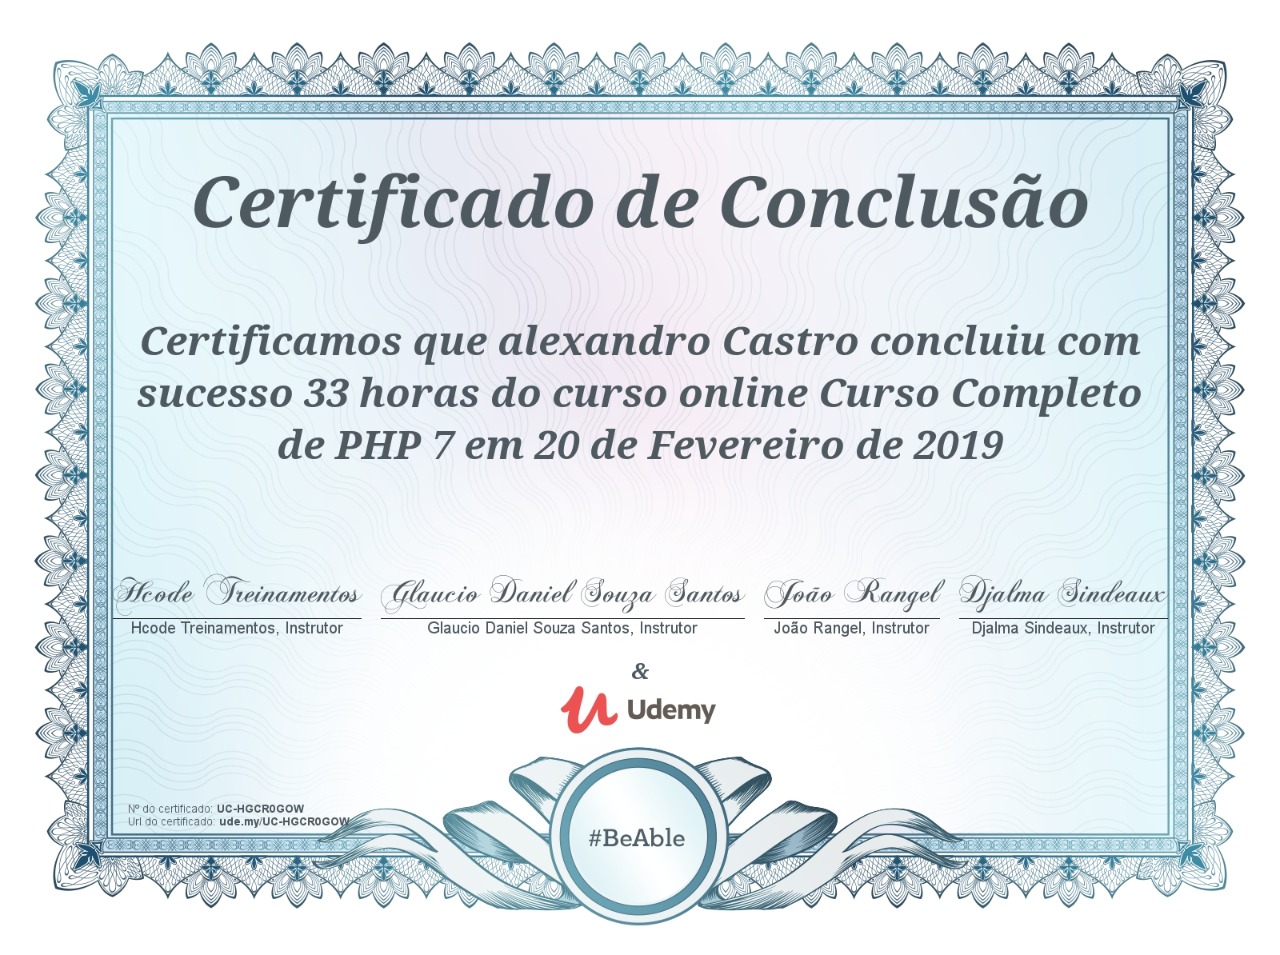 Certificado de Conclusão
Certificamos que alexandro Castro concluiu com
sucesso 33 horas do curso online Curso Completo
de PHP 7 em 20 de Fevereiro de 2019
Hcode Treinamentos
Glaucio Daniel Souza Santos
João Rangel
Djalma Sindeaux
Hcode Treinamentos, Instrutor
Glaucio Daniel Souza Santos, Instrutor
João Rangel, Instrutor
Djalma Sindeaux, Instrutor
&
Udemy
Nº do certificado: UC-HGCR0GOW
Url do certificado: ude.my/UC-HGCR0GOW
#BeAble